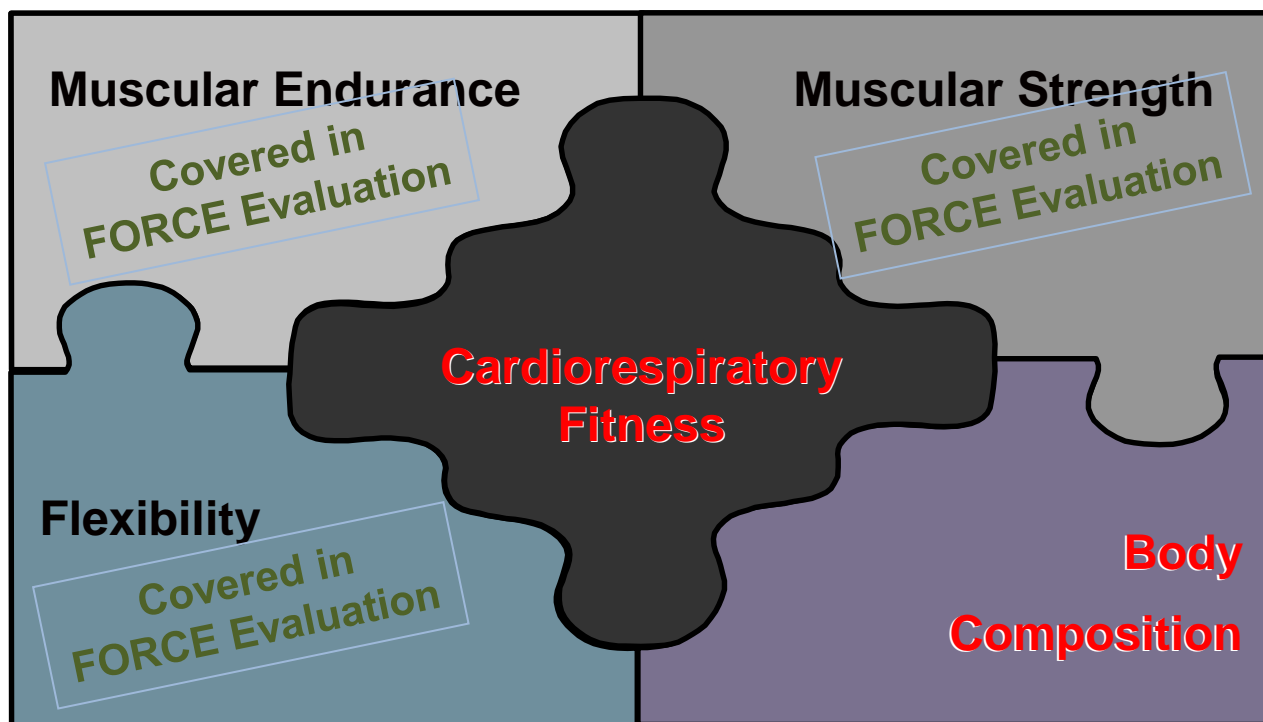 Muscular Endurance
Covered in
FORCE Evaluation
Muscular Strength
Covered in
FORCE Evaluation
Cardiorespiratory
Fitness
Flexibility
Covered in
FORCE Evaluation
Body
Composition